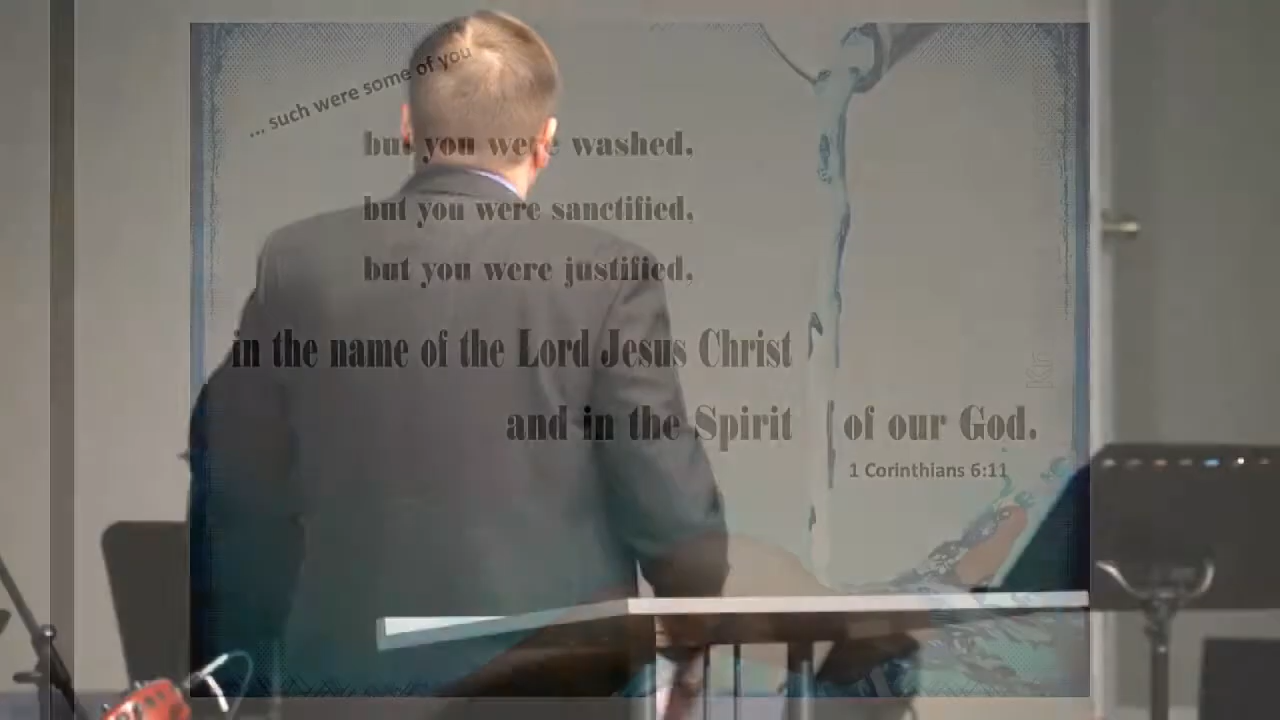 ... such were some of you
but you were washed,
but you were sanctified,
but you were justified,
in the name of the Lord Jesus Christ
and in the Spirit of our God.
1 Corinthians 6:11